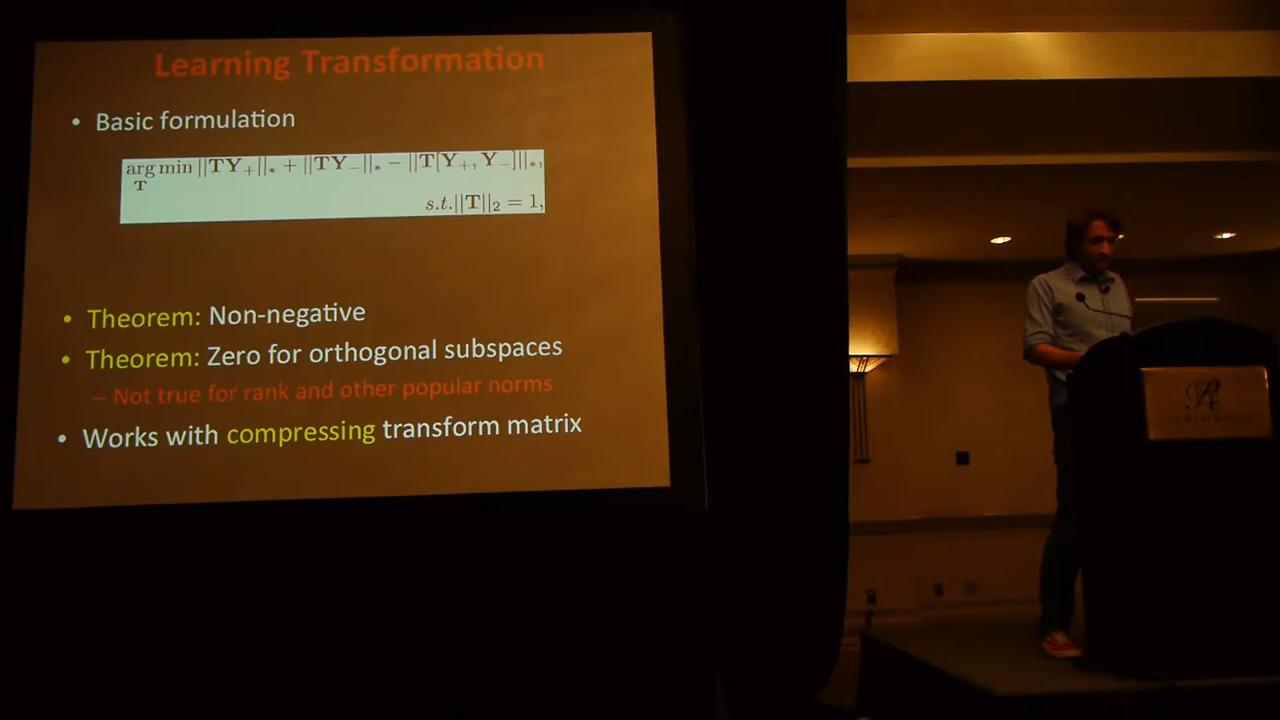 Learning Transformation
• Basic formulation
arg min ||TY₊||⁎ + ||TY₋||⁎ − ||T[Y₊, Y₋]||⁎,
T
s.t.||T||₂ = 1,
• Theorem: Non-negative
• Theorem: Zero for orthogonal subspaces
– Not true for rank and other popular norms
• Works with compressing transform matrix